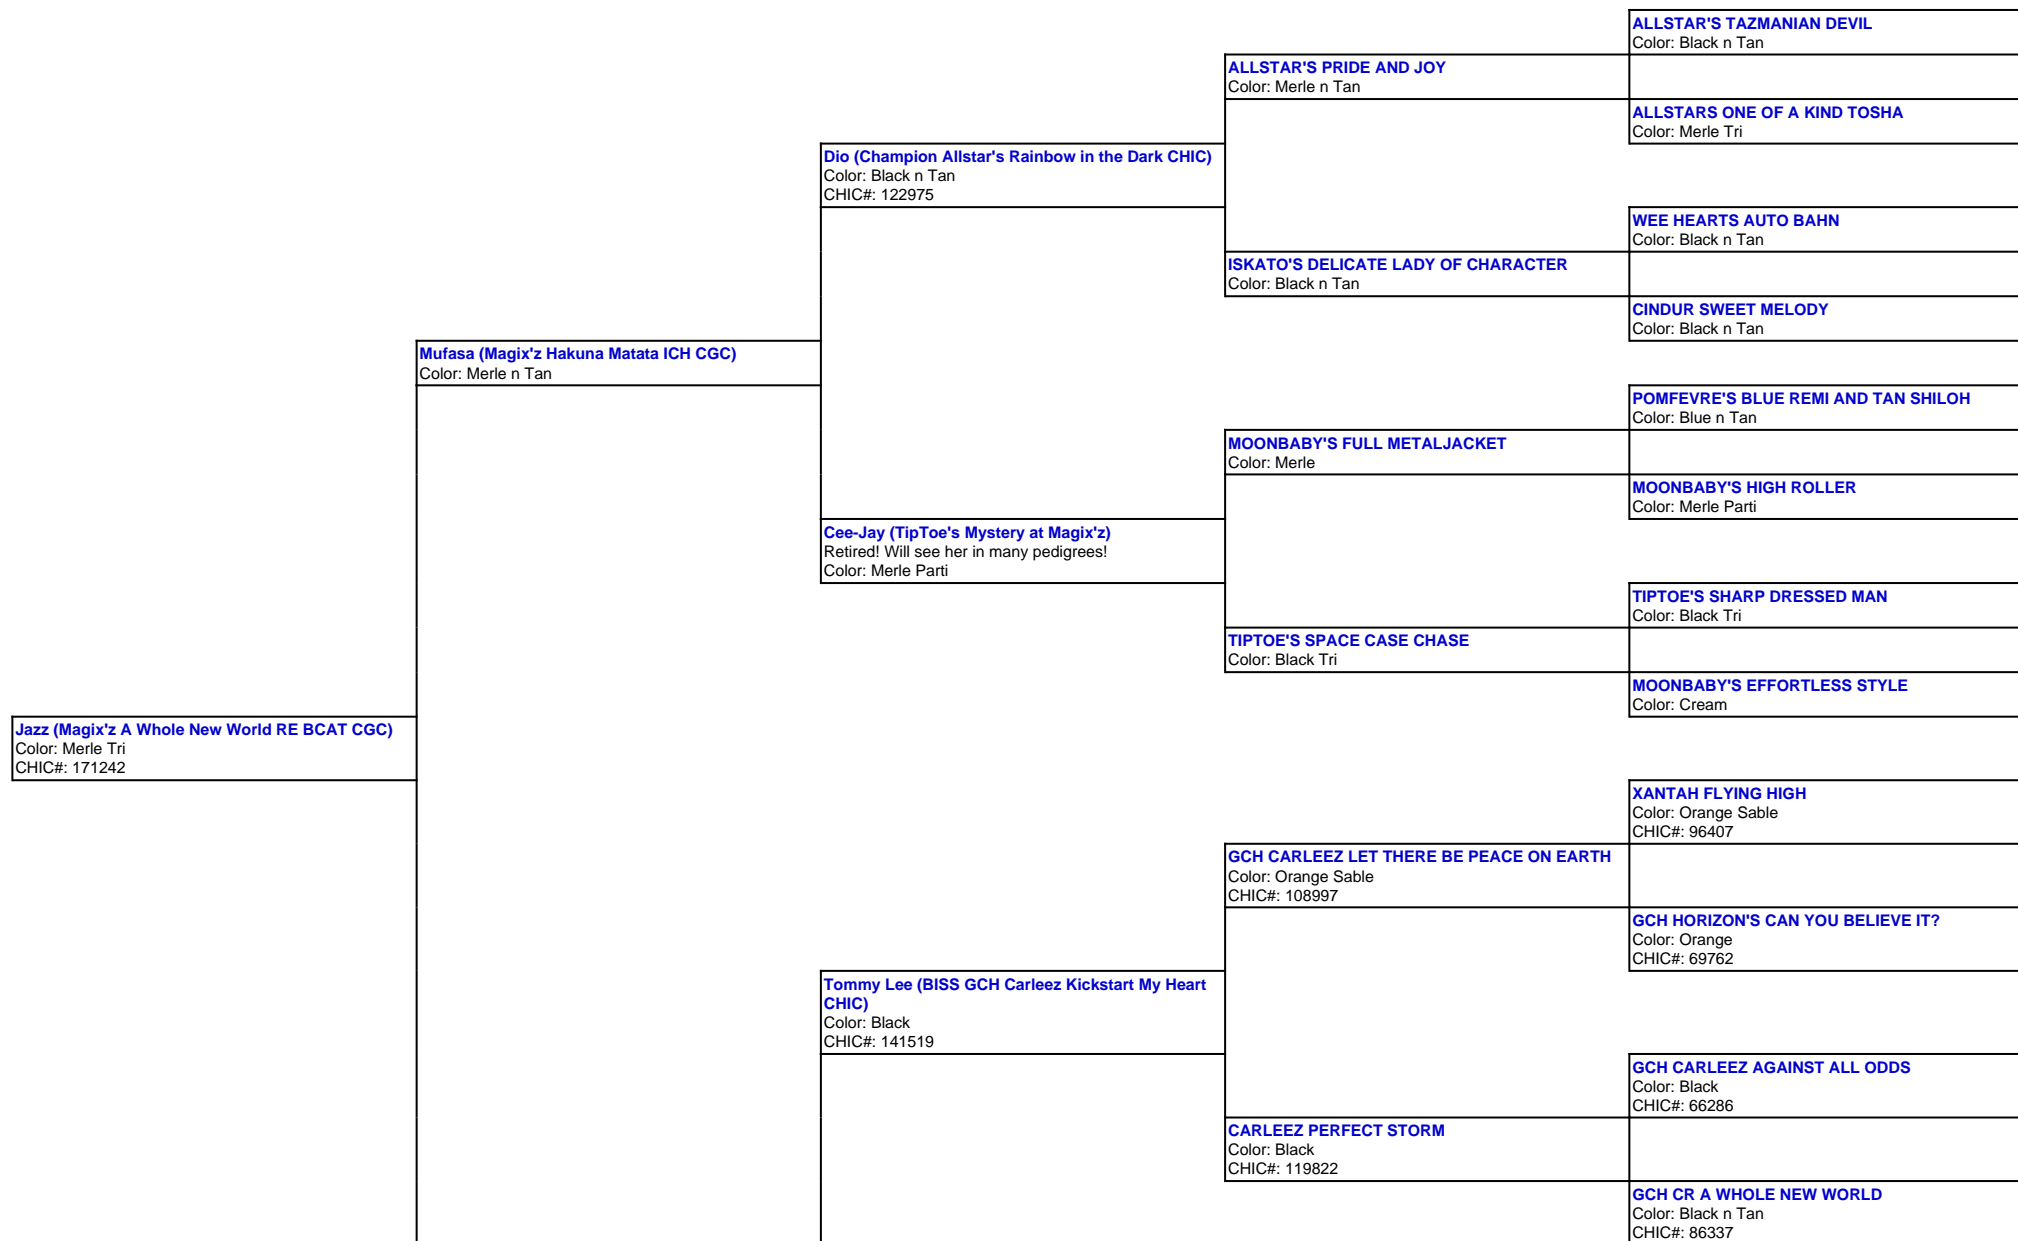 ALLSTAR'S TAZMANIAN DEVIL
Color: Black n Tan
ALLSTAR'S PRIDE AND JOY
Color: Merle n Tan
ALLSTARS ONE OF A KIND TOSHA
Color: Merle Tri
Dio (Champion Allstar's Rainbow in the Dark CHIC)
Color: Black n Tan
CHIC#: 122975
WEE HEARTS AUTO BAHN
Color: Black n Tan
ISKATO'S DELICATE LADY OF CHARACTER
Color: Black n Tan
CINDUR SWEET MELODY
Color: Black n Tan
Mufasa (Magix'z Hakuna Matata ICH CGC)
Color: Merle n Tan
POMFEVRE'S BLUE REMI AND TAN SHILOH
Color: Blue n Tan
MOONBABY'S FULL METALJACKET
Color: Merle
MOONBABY'S HIGH ROLLER
Color: Merle Parti
Cee-Jay (TipToe's Mystery at Magix'z)
Retired! Will see her in many pedigrees!
Color: Merle Parti
TIPTOE'S SHARP DRESSED MAN
Color: Black Tri
TIPTOE'S SPACE CASE CHASE
Color: Black Tri
MOONBABY'S EFFORTLESS STYLE
Color: Cream
Jazz (Magix'z A Whole New World RE BCAT CGC)
Color: Merle Tri
CHIC#: 171242
XANTAH FLYING HIGH
Color: Orange Sable
CHIC#: 96407
GCH CARLEEZ LET THERE BE PEACE ON EARTH
Color: Orange Sable
CHIC#: 108997
GCH HORIZON'S CAN YOU BELIEVE IT?
Color: Orange
CHIC#: 69762
Tommy Lee (BISS GCH Carleez Kickstart My Heart
CHIC)
Color: Black
CHIC#: 141519
GCH CARLEEZ AGAINST ALL ODDS
Color: Black
CHIC#: 66286
CARLEEZ PERFECT STORM
Color: Black
CHIC#: 119822
GCH CR A WHOLE NEW WORLD
Color: Black n Tan
CHIC#: 86337